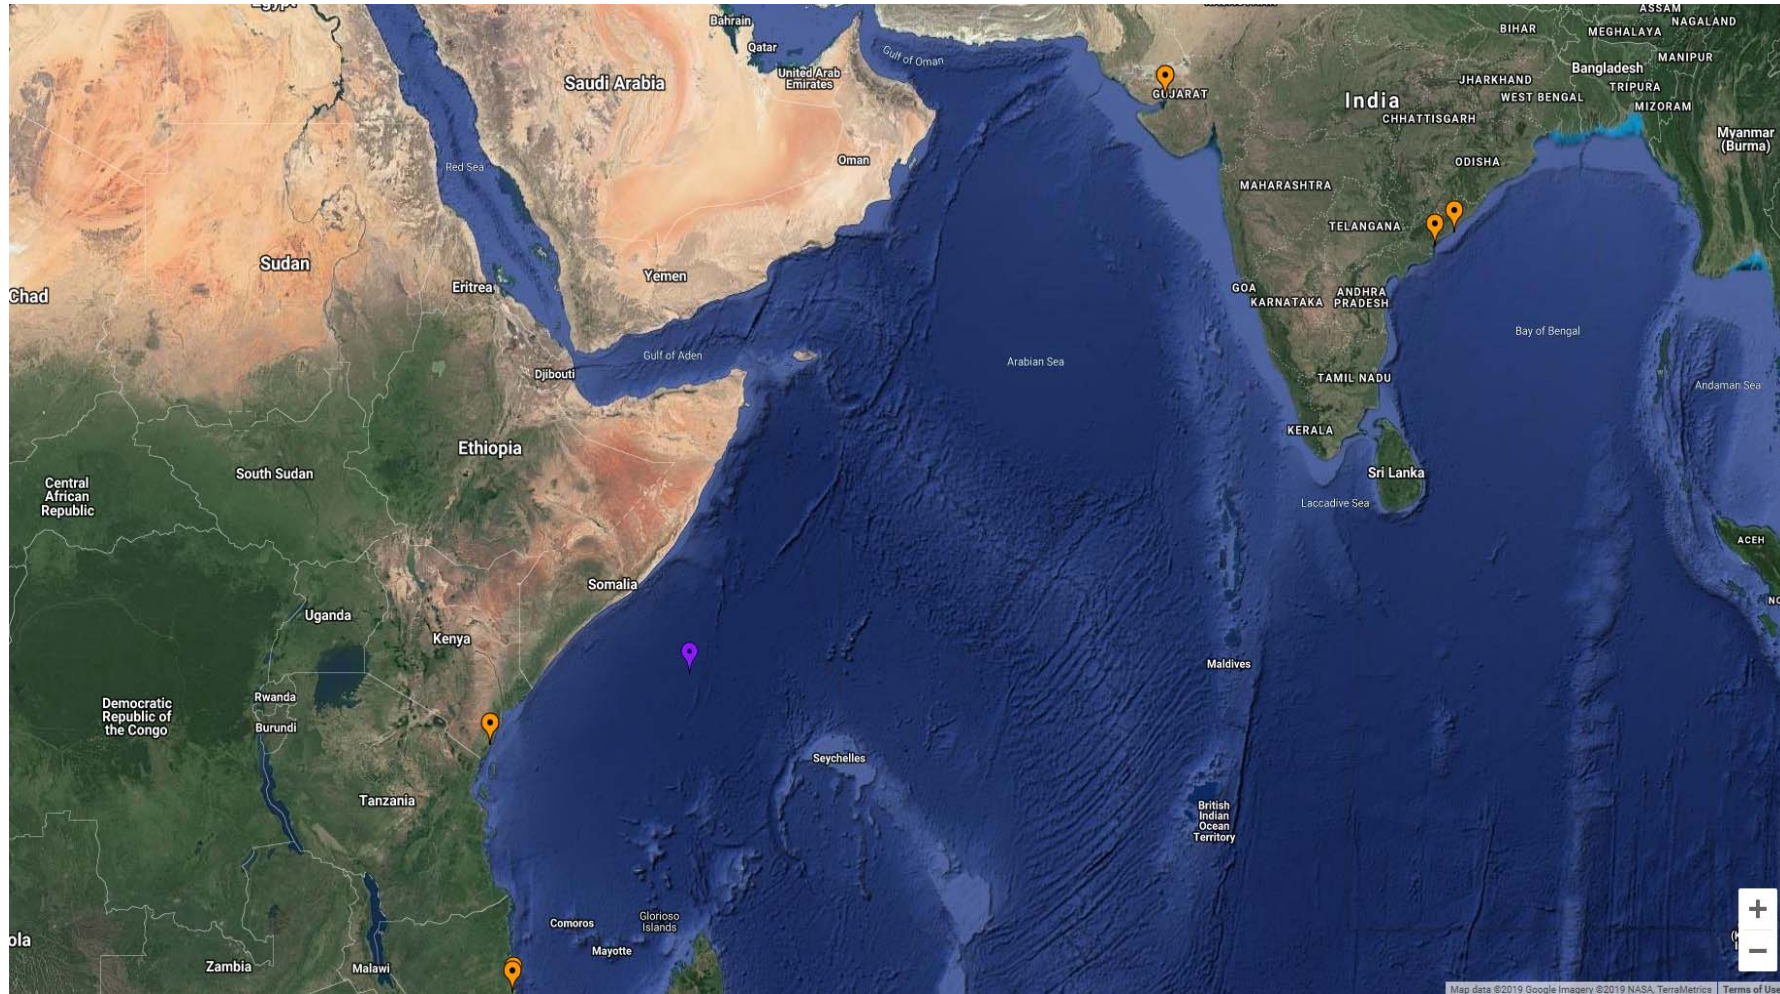 Egypt
Bahrain
Qatar
Saudi Arabia
United Arab
Emirates
Gulf of Oman
Oman
Red Sea
Yemen
Sudan
Eritrea
Chad
Gulf of Aden
Djibouti
Ethiopia
South Sudan
Central
African
Republic
Somalia
Uganda
Kenya
Rwanda
Burundi
Democratic
Republic of
the Congo
Tanzania
Zambia
Malawi
ola
Comoros
Mayotte
Glorioso
Islands
Seychelles
Arabian Sea
Maldives
British
Indian
Ocean
Territory
GUJARAT
India
BIHAR
ASSAM
NAGALAND
MEGHALAYA
MANIPUR
Bangladesh
JHARKHAND
TRIPURA
WEST BENGAL
MIZORAM
CHHATTISGARH
Myanmar
(Burma)
ODISHA
MAHARASHTRA
TELANGANA
GOA
KARNATAKA
ANDHRA
PRADESH
Bay of Bengal
TAMIL NADU
Andaman Sea
KERALA
Sri Lanka
Laccadive Sea
ACEH
NO
+
−
Map data ©2019 Google Imagery ©2019 NASA, TerraMetrics
Terms of Use